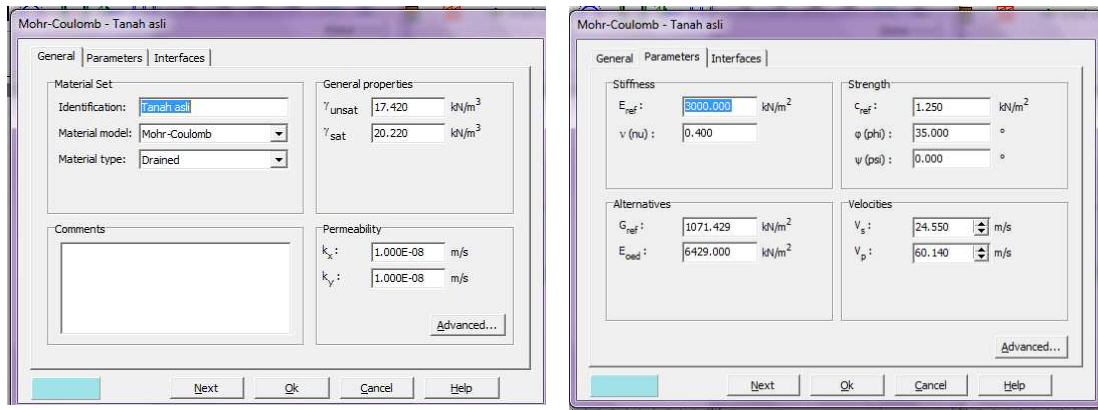 Mohr-Coulomb - Tanah asli
General Parameters Interfaces
Material Set
Identification: Tanah asli
Material model: Mohr-Coulomb
Material type: Drained
General properties
γunsat 17.420 kN/m³
γsat 20.220 kN/m³
Comments
Permeability
kx: 1.000E-08 m/s
ky: 1.000E-08 m/s
Advanced...
Next Ok Cancel Help
Mohr-Coulomb - Tanah asli
General Parameters Interfaces
Stiffness
Eref: 3000.000 kN/m²
ν (nu) : 0.400
Strength
cref: 1.250 kN/m²
φ (phi) : 35.000 °
ψ (psi) : 0.000 °
Alternatives
Gref: 1071.429 kN/m²
Eoed: 6429.000 kN/m²
Velocities
Vs: 24.550 m/s
Vp: 60.140 m/s
Advanced...
Next Ok Cancel Help